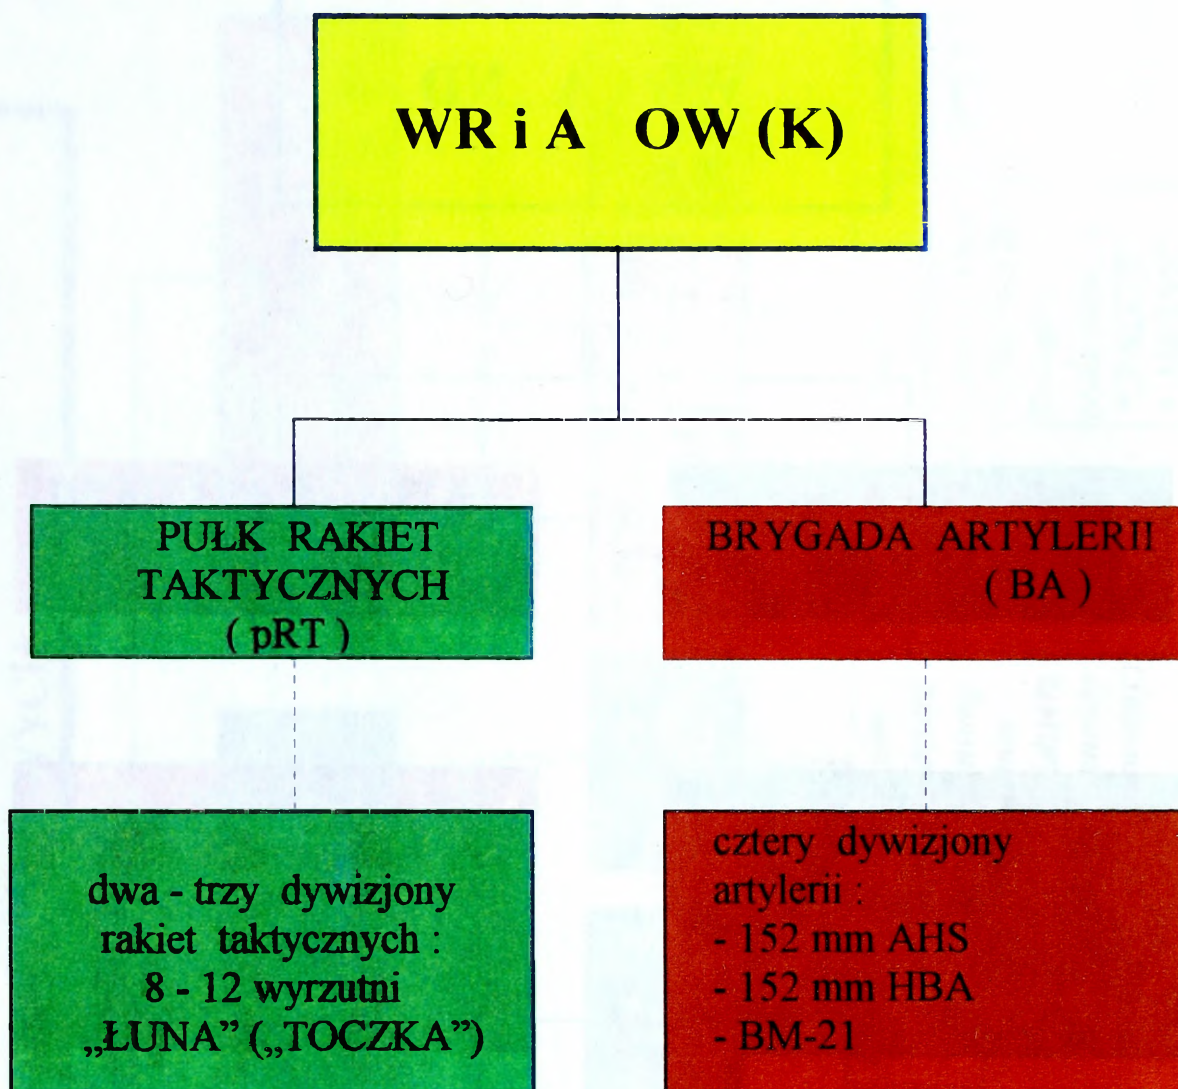 WR i A OW (K)
PUŁK RAKIET
TAKTYCZNYCH
( pRT )
BRYGADA ARTYLERII
( BA )
dwa - trzy dywizjony
rakiet taktycznych :
8 - 12 wyrzutni
„ŁUNA” („TOCZKA”)
cztery dywizjony
artylerii :
- 152 mm AHS
- 152 mm HBA
- BM-21